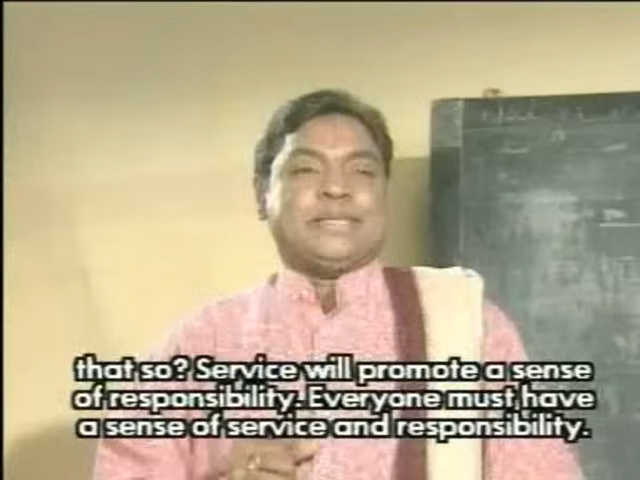 that so? Service will promote a sense
of responsibility. Everyone must have
a sense of service and responsibility.